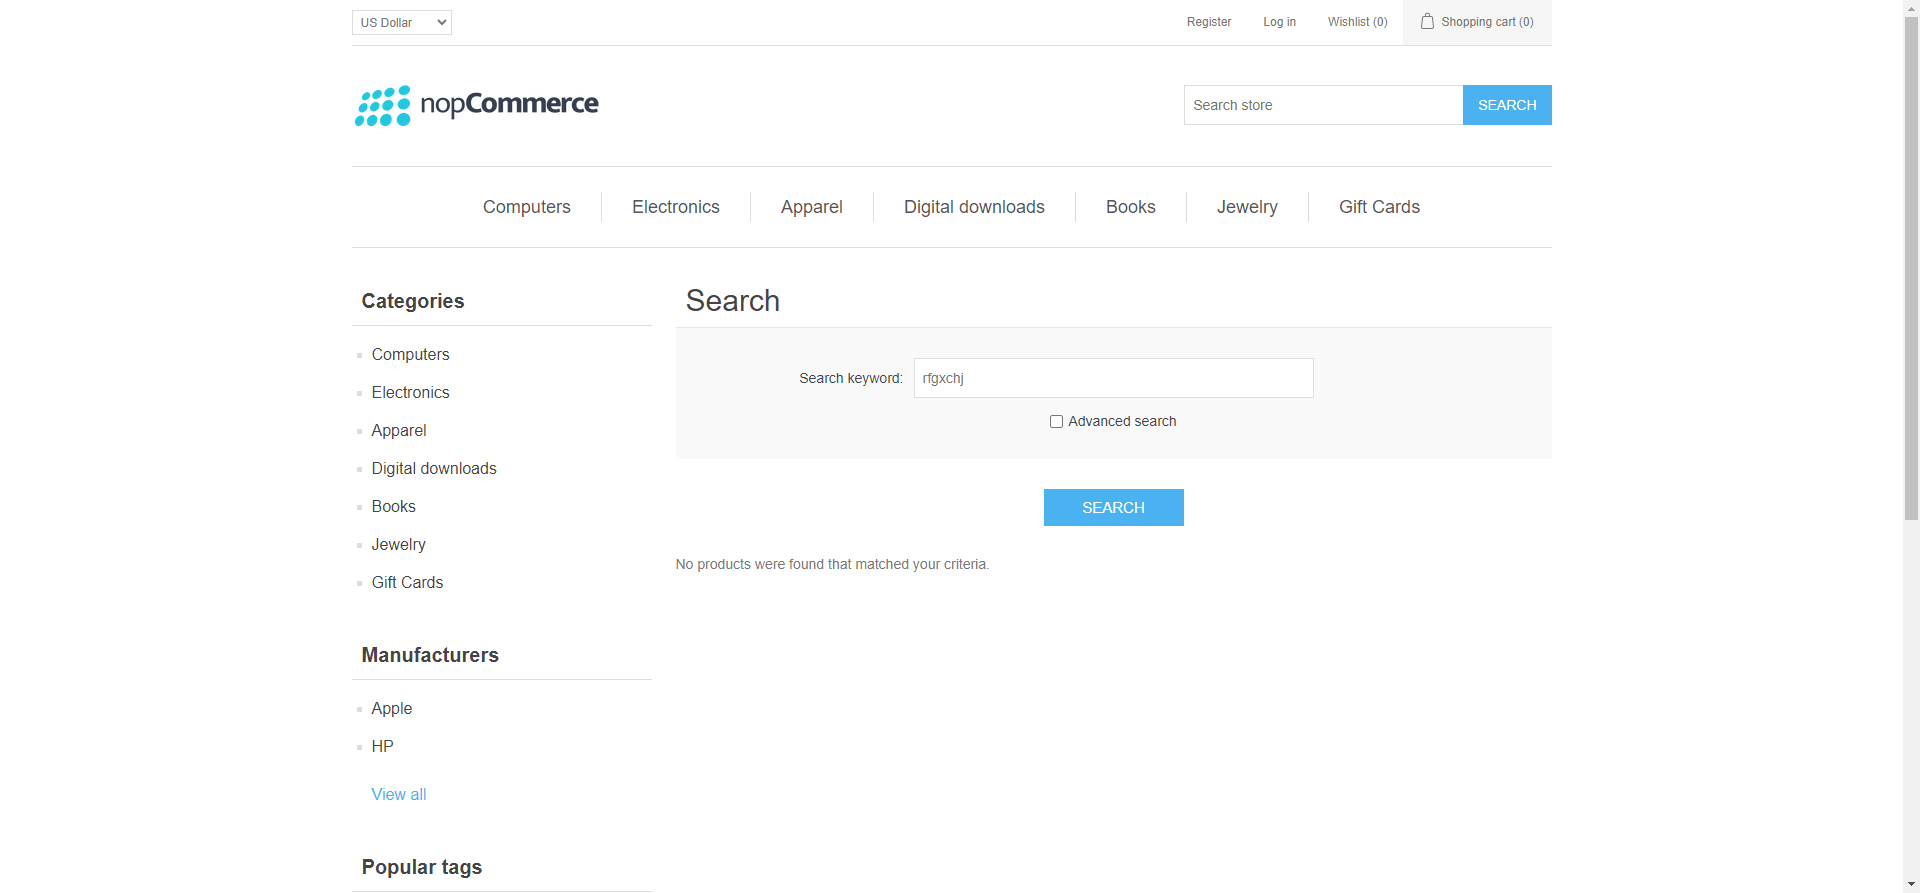 US Dollar
Register
Log in
Wishlist (0)
Shopping cart (0)
nopCommerce
Search store
SEARCH
Computers
Electronics
Apparel
Digital downloads
Books
Jewelry
Gift Cards
Categories
Computers
Electronics
Apparel
Digital downloads
Books
Jewelry
Gift Cards
Manufacturers
Apple
HP
View all
Popular tags
Search
Search keyword: rfgxchj
Advanced search
SEARCH
No products were found that matched your criteria.